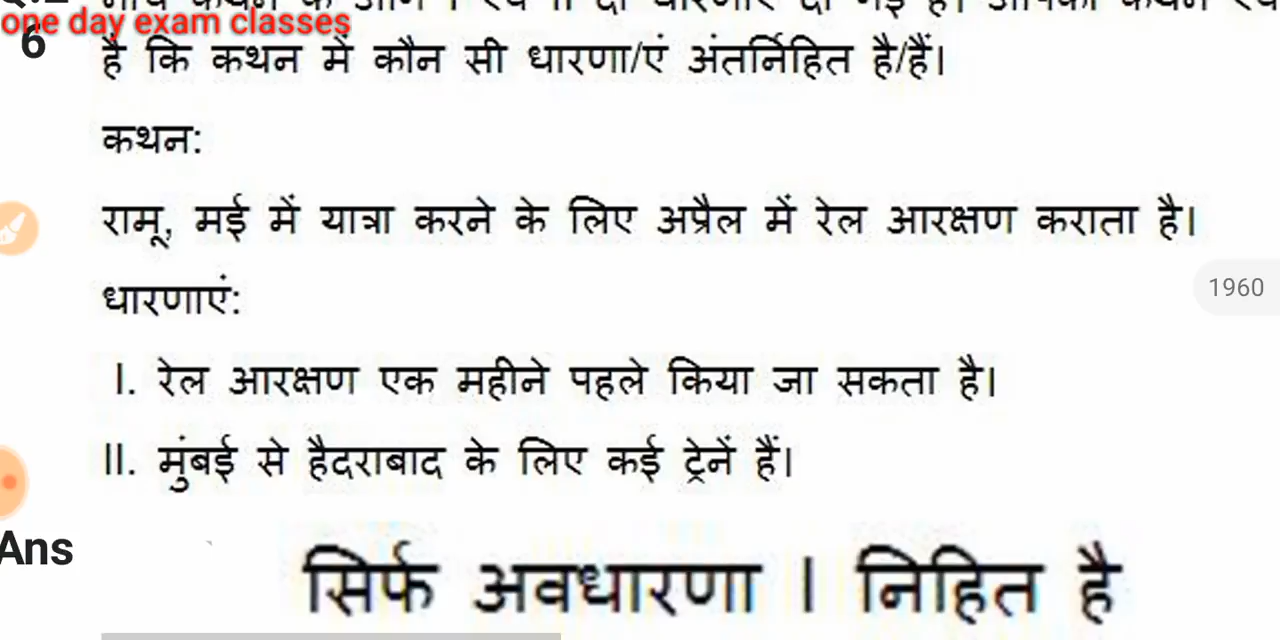 one day exam classes
6
है कि कथन में कौन सी धारणा/एं अंतर्निहित है/हैं।
कथन:
रामू, मई में यात्रा करने के लिए अप्रैल में रेल आरक्षण कराता है।
धारणाएं:
1960
I. रेल आरक्षण एक महीने पहले किया जा सकता है।
II. मुंबई से हैदराबाद के लिए कई ट्रेनें हैं।
Ans
सिर्फ अवधारणा I निहित है